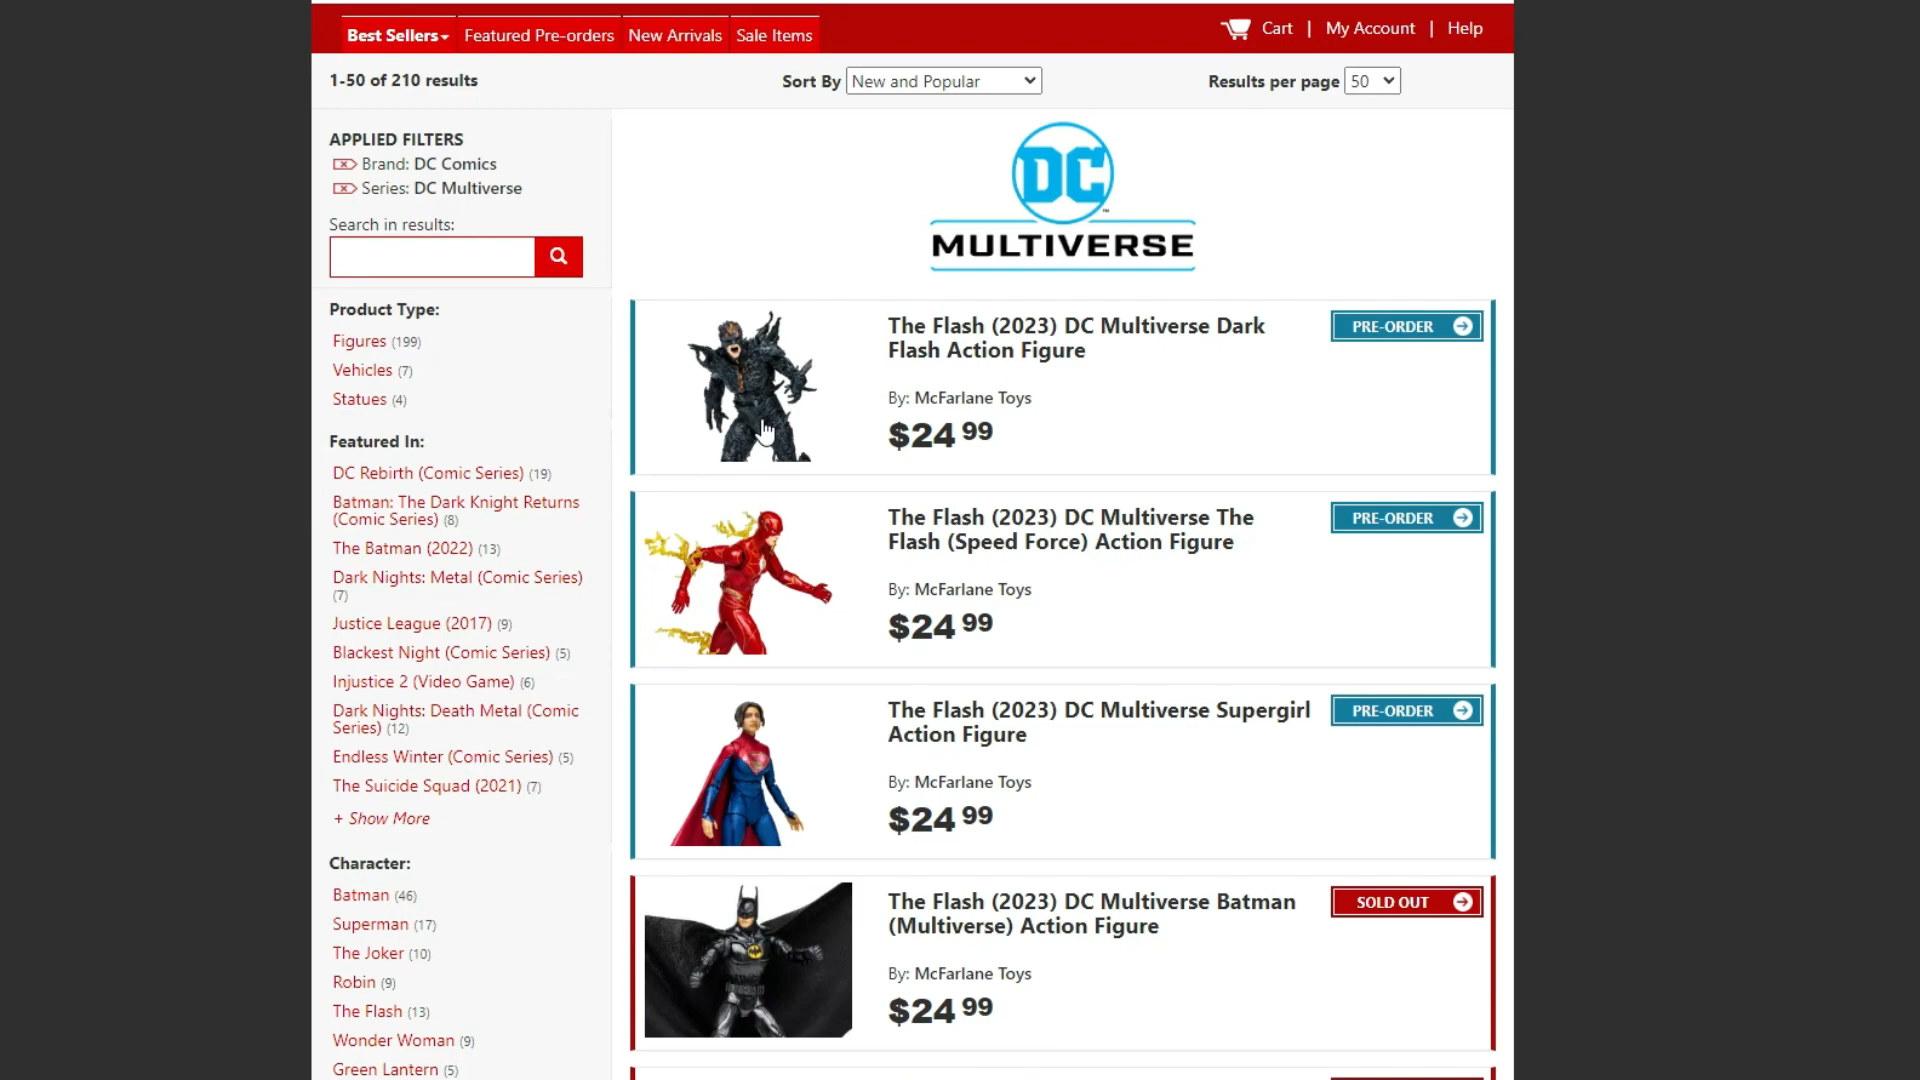 Best Sellers
Featured Pre-orders
New Arrivals
Sale Items
Cart | My Account | Help
1-50 of 210 results
Sort By New and Popular
Results per page 50
APPLIED FILTERS
Brand: DC Comics
Series: DC Multiverse
Search in results:
Product Type:
Figures (199)
Vehicles (7)
Statues (4)
Featured In:
DC Rebirth (Comic Series) (19)
Batman: The Dark Knight Returns
(Comic Series) (8)
The Batman (2022) (13)
Dark Nights: Metal (Comic Series)
(7)
Justice League (2017) (9)
Blackest Night (Comic Series) (5)
Injustice 2 (Video Game) (6)
Dark Nights: Death Metal (Comic
Series) (12)
Endless Winter (Comic Series) (5)
The Suicide Squad (2021) (7)
+ Show More
Character:
Batman (46)
Superman (17)
The Joker (10)
Robin (9)
The Flash (13)
Wonder Woman (9)
Green Lantern (5)
DC
MULTIVERSE
The Flash (2023) DC Multiverse Dark
Flash Action Figure
By: McFarlane Toys
$24 99
PRE-ORDER
The Flash (2023) DC Multiverse The
Flash (Speed Force) Action Figure
By: McFarlane Toys
$24 99
PRE-ORDER
The Flash (2023) DC Multiverse Supergirl
Action Figure
By: McFarlane Toys
$24 99
PRE-ORDER
The Flash (2023) DC Multiverse Batman
(Multiverse) Action Figure
By: McFarlane Toys
$24 99
SOLD OUT